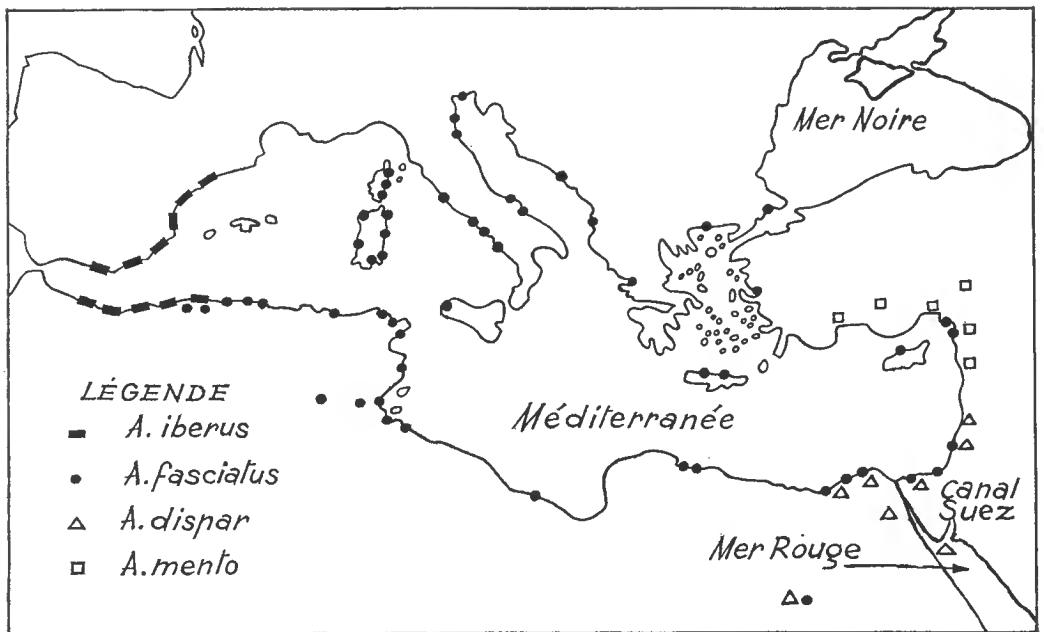 Mer Noire
LÉGENDE
A. iberus
A. fasciatus
A. dispar
A. mento
Méditerranée
Canal
Suez
Mer Rouge